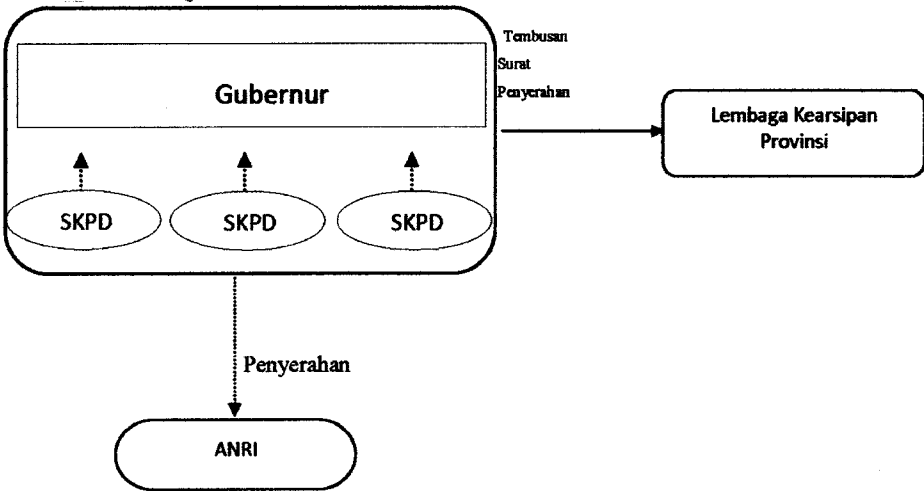 Tembusan
Surat
Penyerahan
Gubernur
Lembaga Kearsipan
Provinsi
SKPD
SKPD
SKPD
Penyerahan
ANRI